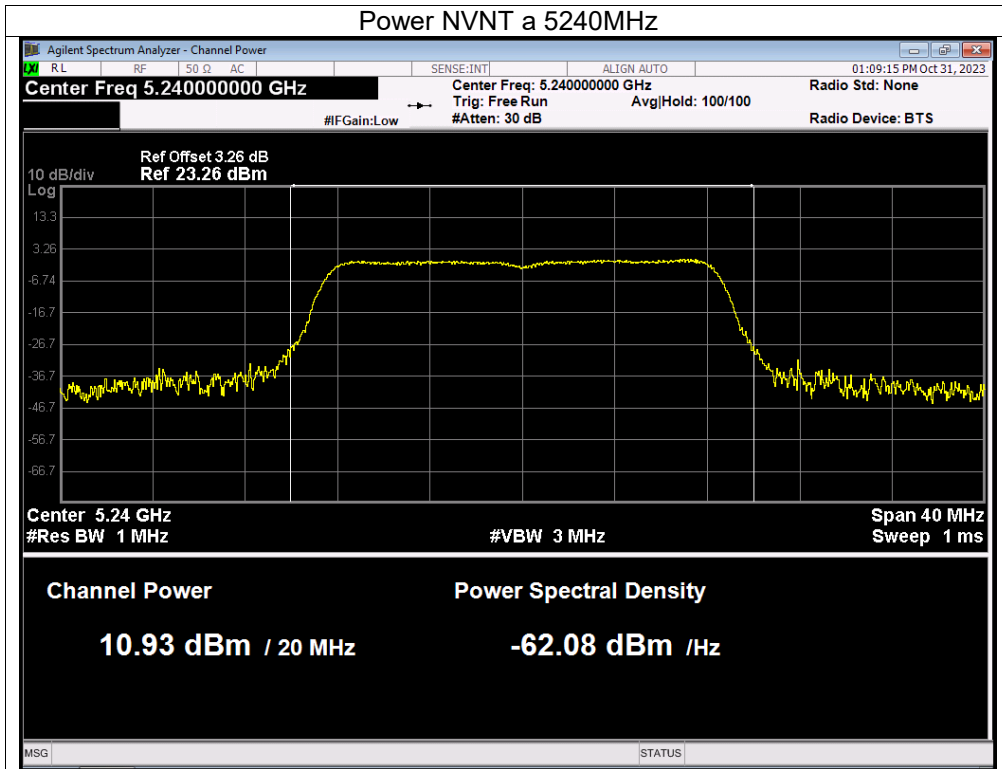 Power NVNT a 5240MHz
Agilent Spectrum Analyzer - Channel Power
LXI RL RF 50 Ω AC SENSE:INT ALIGN AUTO 01:09:15 PM Oct 31, 2023
Center Freq 5.240000000 GHz Center Freq: 5.240000000 GHz Radio Std: None
Trig: Free Run Avg|Hold: 100/100
#IFGain:Low #Atten: 30 dB Radio Device: BTS
Ref Offset 3.26 dB
10 dB/div Ref 23.26 dBm
Log
13.3
3.26
-6.74
-16.7
-26.7
-36.7
-46.7
-56.7
-66.7
Center 5.24 GHz Span 40 MHz
#Res BW 1 MHz #VBW 3 MHz Sweep 1 ms
Channel Power Power Spectral Density
10.93 dBm / 20 MHz -62.08 dBm /Hz
MSG STATUS